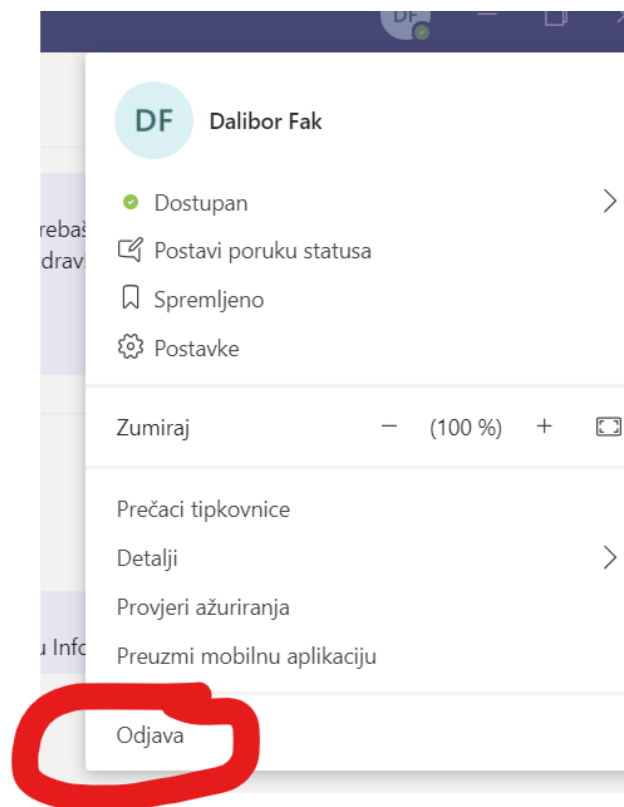 DF
DF Dalibor Fak
Dostupan
Postavi poruku statusa
Spremljeno
Postavke
Zumiraj − (100 %) +
Prečaci tipkovnice
Detalji
Provjeri ažuriranja
u Info
Preuzmi mobilnu aplikaciju
Odjava